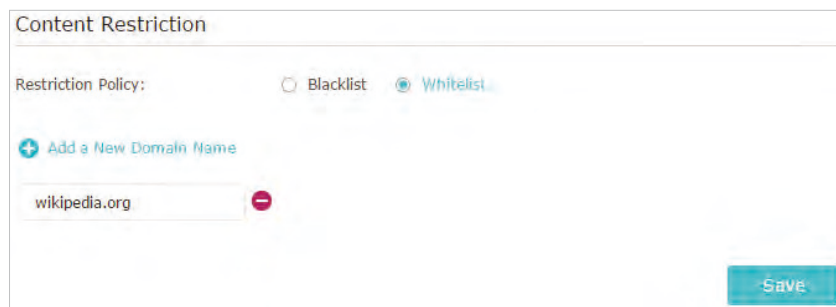 Content Restriction
Restriction Policy: Blacklist Whitelist
Add a New Domain Name
wikipedia.org
Save